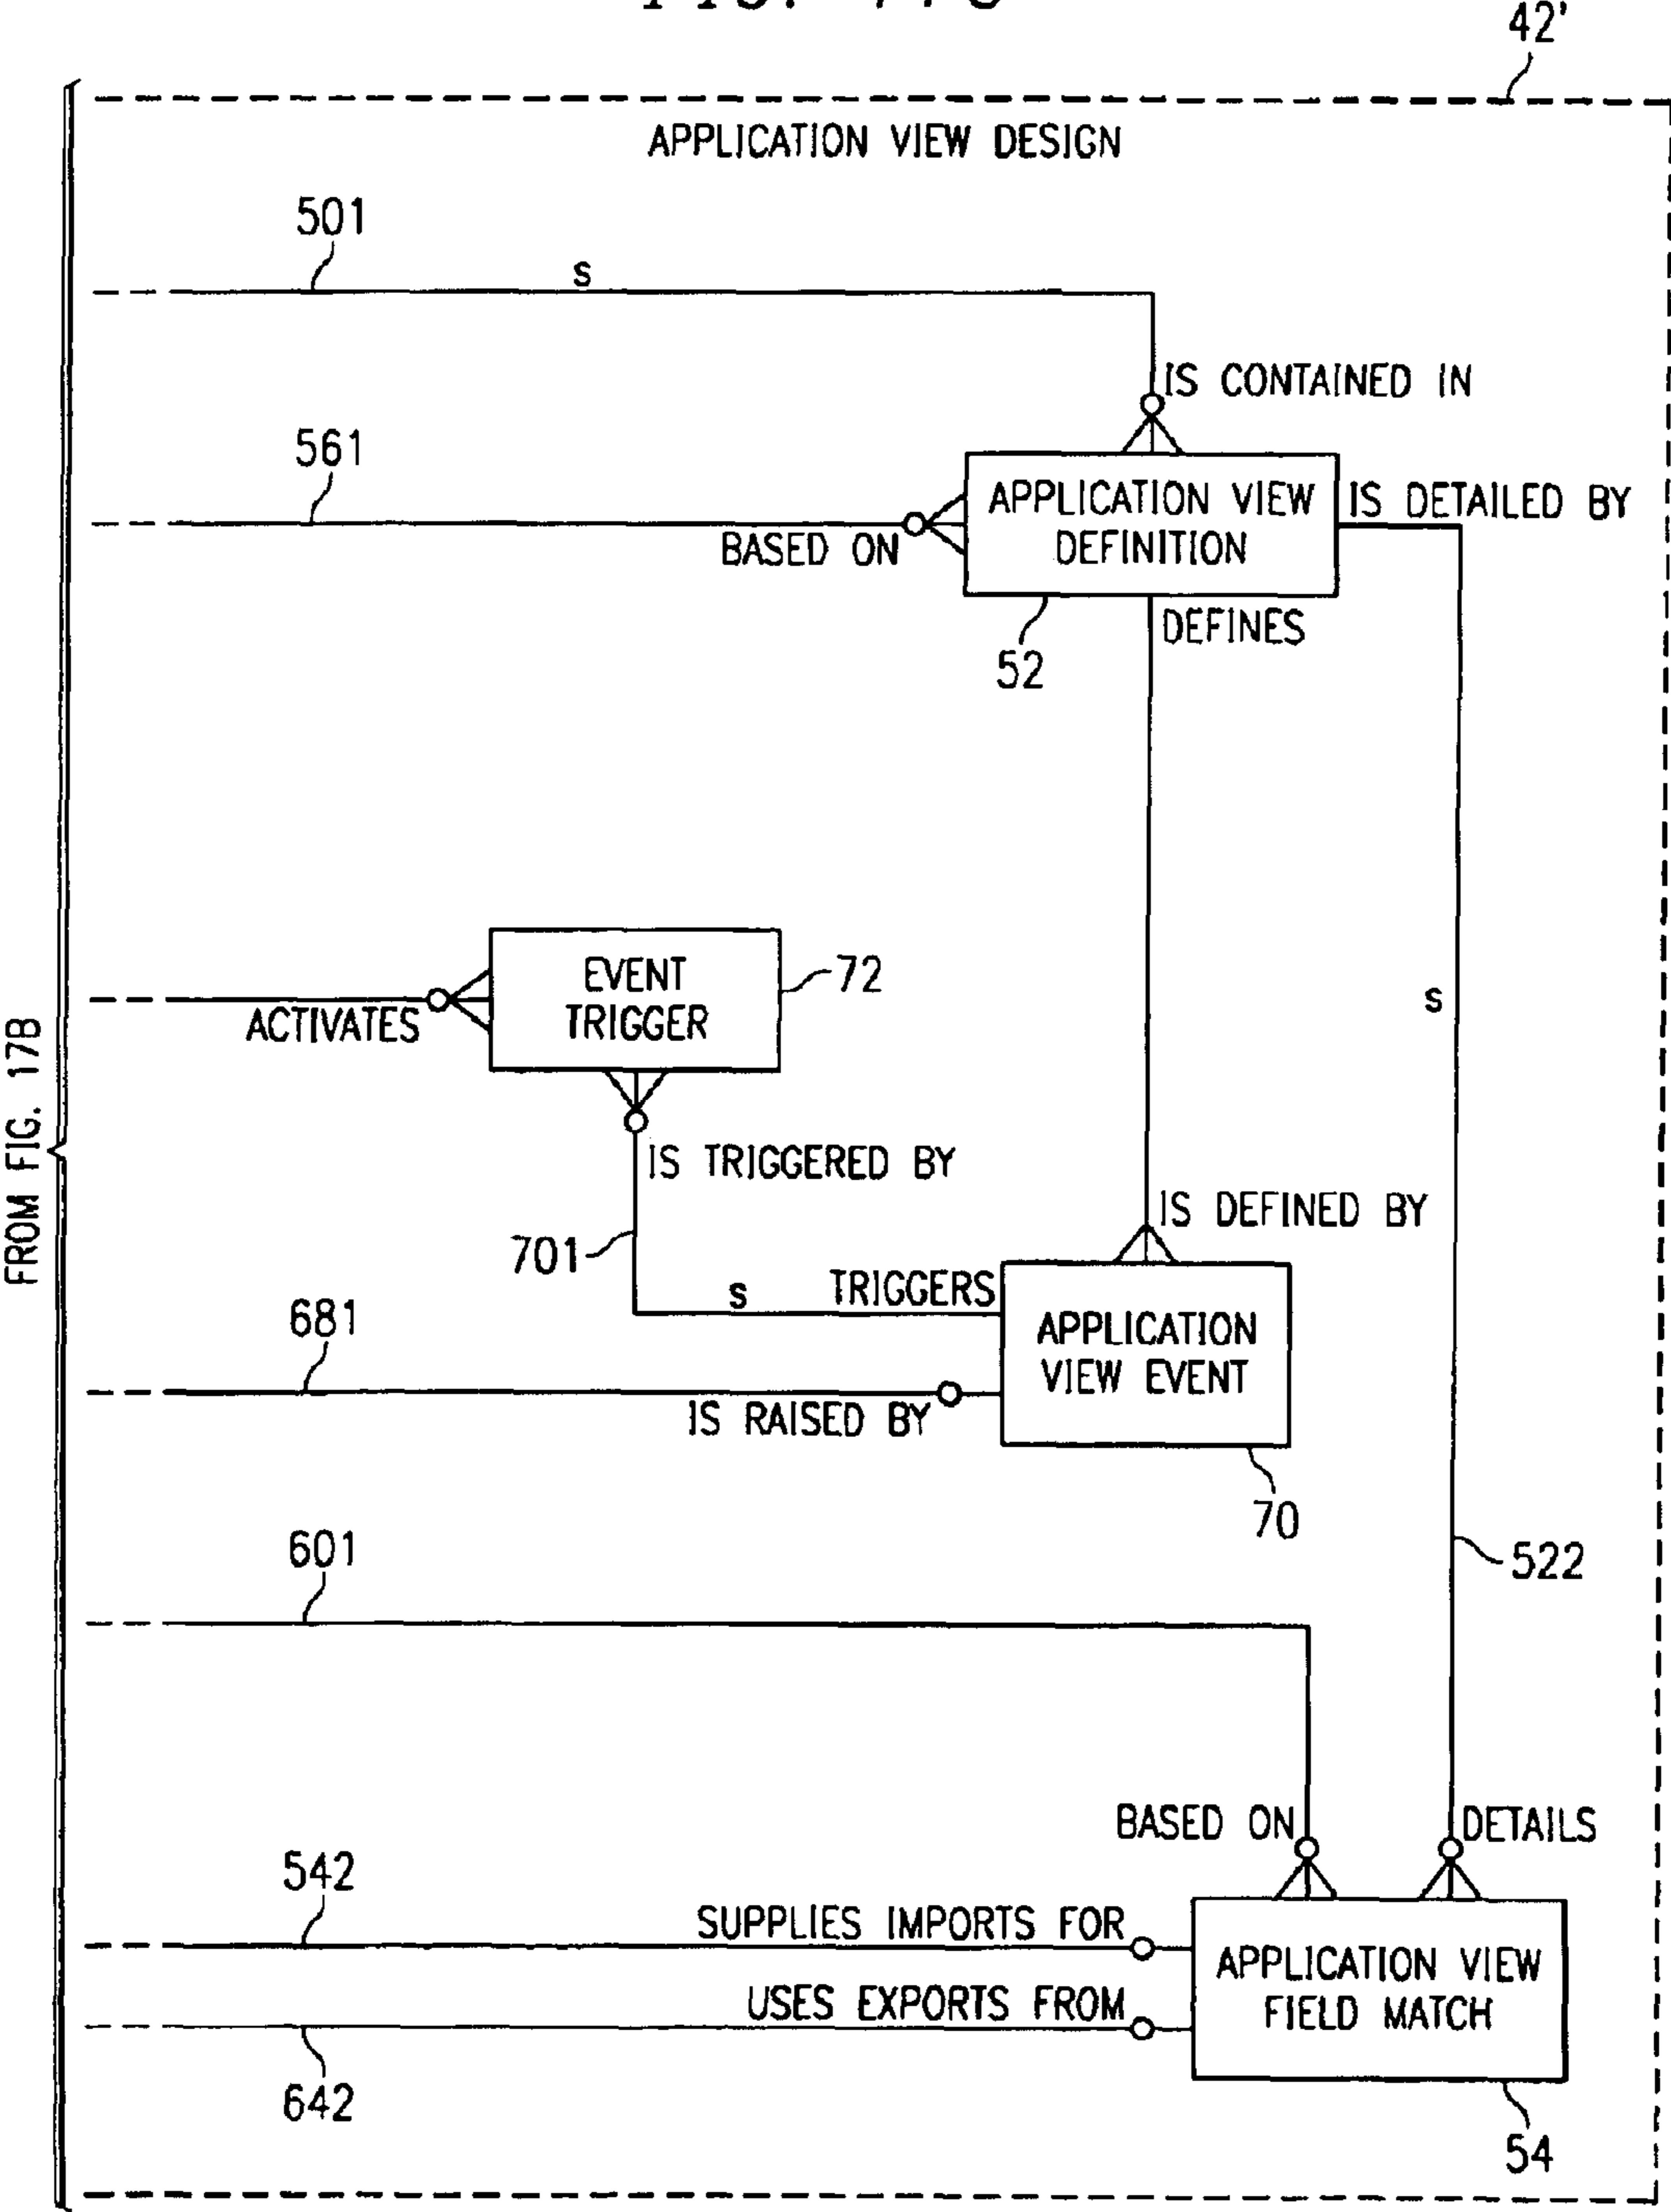 42'
APPLICATION VIEW DESIGN
501
S
IS CONTAINED IN
561
BASED ON
APPLICATION VIEW
DEFINITION
IS DETAILED BY
52
DEFINES
EVENT
TRIGGER
72
S
ACTIVATES
FROM FIG. 17B
IS TRIGGERED BY
701
IS DEFINED BY
S
TRIGGERS
681
APPLICATION
VIEW EVENT
IS RAISED BY
70
601
522
BASED ON
DETAILS
542
SUPPLIES IMPORTS FOR
APPLICATION VIEW
FIELD MATCH
USES EXPORTS FROM
642
54